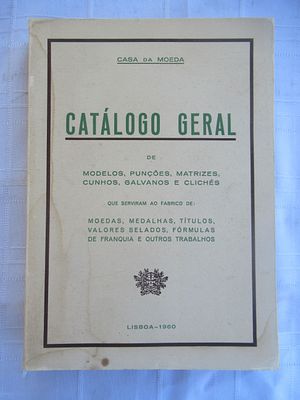 CASA DA MOEDA
CATÁLOGO GERAL
DE
MODELOS, PUNÇÕES, MATRIZES,
CUNHOS, GALVANOS E CLICHÉS
QUE SERVIRAM AO FABRICO DE:
MOEDAS, MEDALHAS, TÍTULOS,
VALORES SELADOS, FÓRMULAS
DE FRANQUIA E OUTROS TRABALHOS
LISBOA-1960